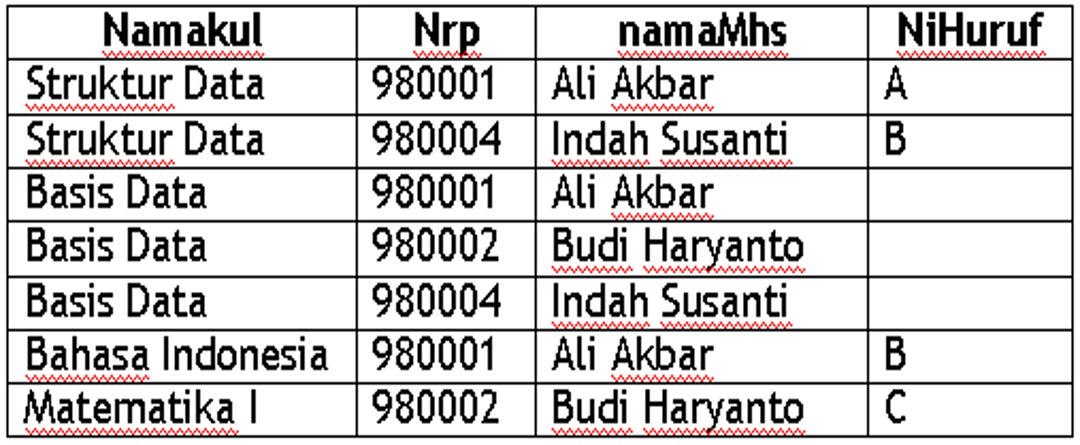 Namakul Nrp namaMhs NiHuruf
Struktur Data 980001 Ali Akbar A
Struktur Data 980004 Indah Susanti B
Basis Data 980001 Ali Akbar
Basis Data 980002 Budi Haryanto
Basis Data 980004 Indah Susanti
Bahasa Indonesia 980001 Ali Akbar B
Matematika I 980002 Budi Haryanto C